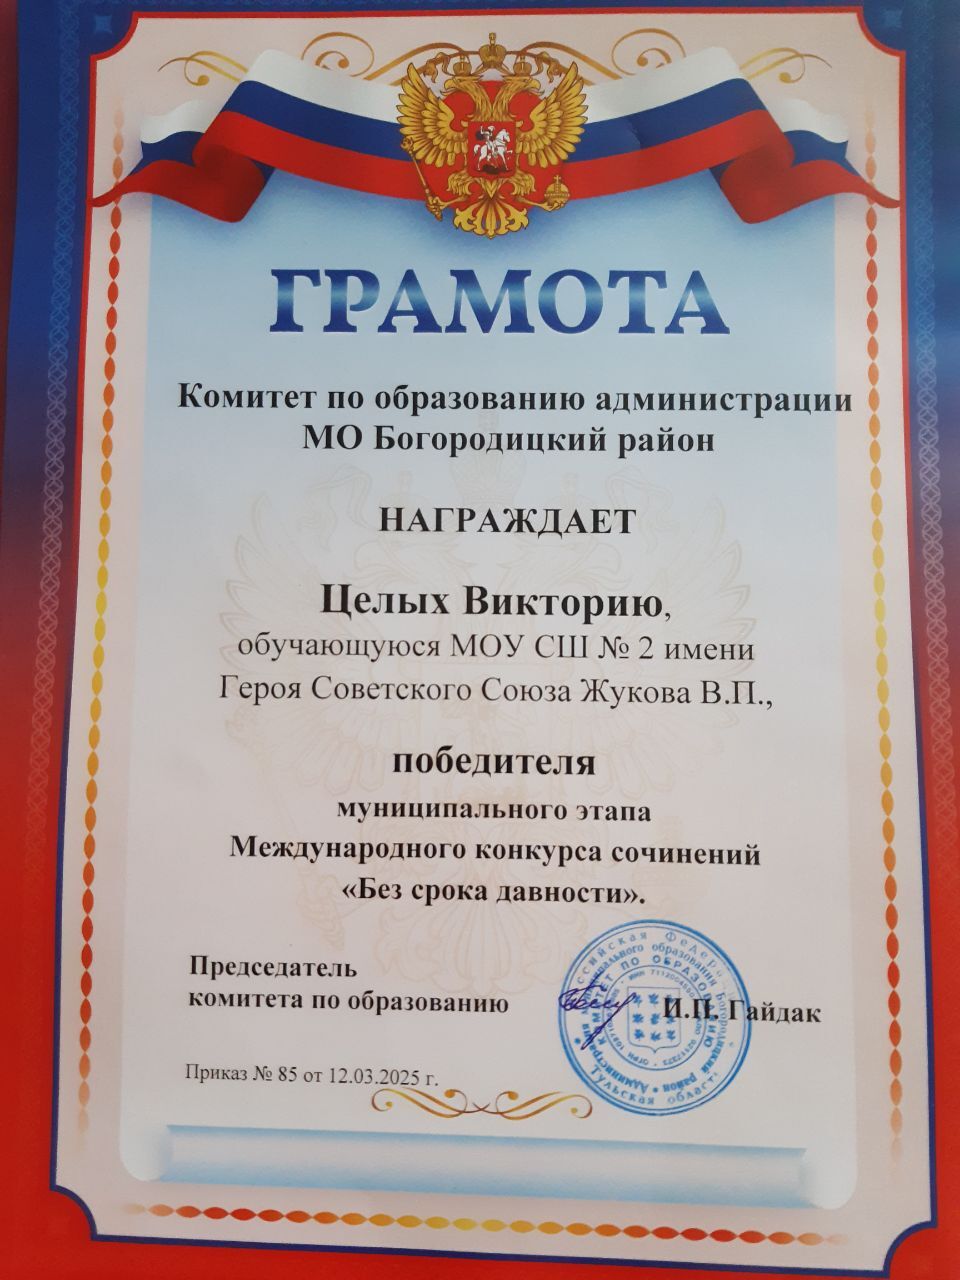 ГРАМОТА
Комитет по образованию администрации
МО Богородицкий район
НАГРАЖДАЕТ
Целых Викторию,
обучающуюся МОУ СШ № 2 имени
Героя Советского Союза Жукова В.П.,
победителя
муниципального этапа
Международного конкурса сочинений
«Без срока давности».
Председатель
комитета по образованию
И.П. Гайдак
Приказ № 85 от 12.03.2025 г.